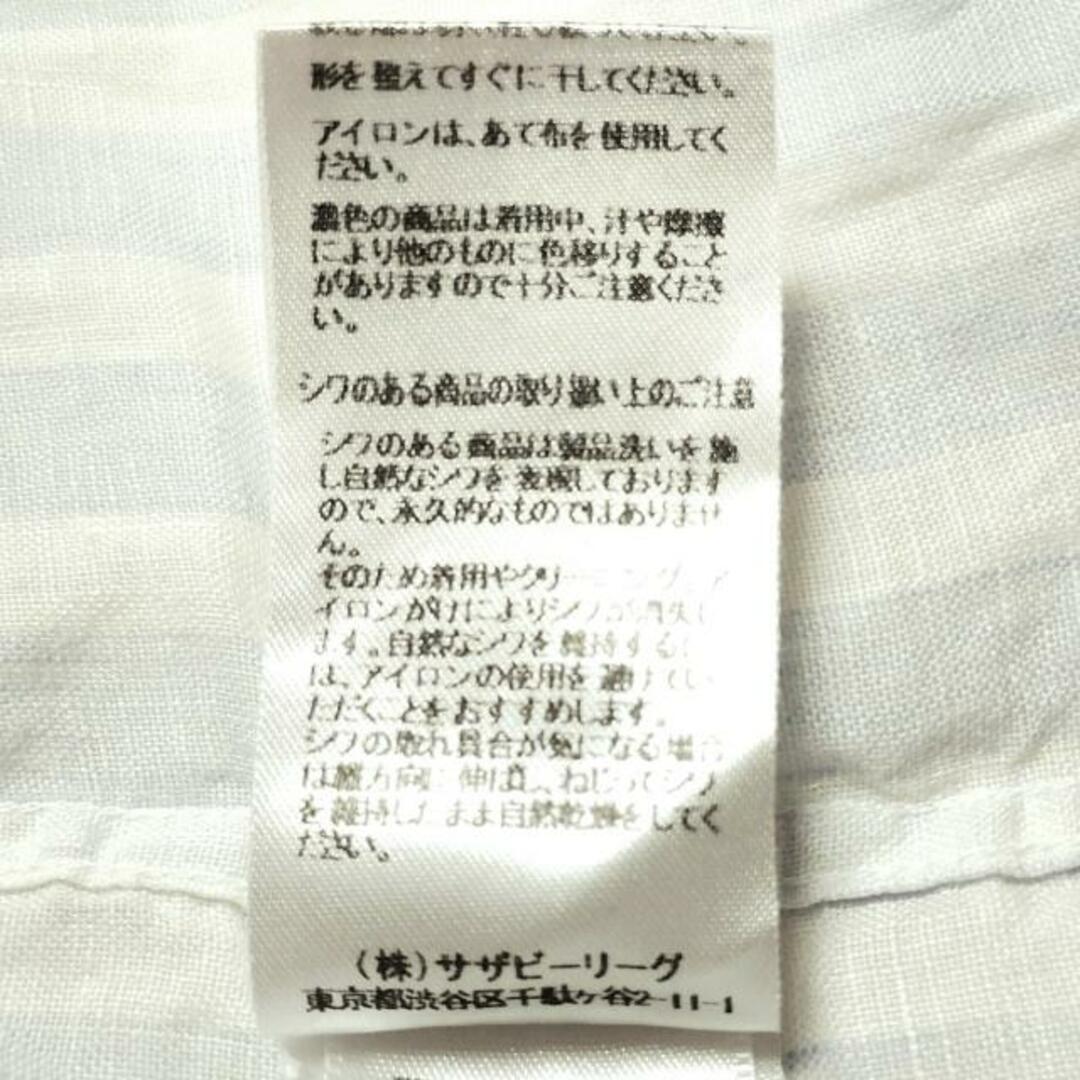 形を整えてすぐに干してください。
アイロンは、あて布を使用してく
ださい。
濃色の商品は着用中、汗や摩擦
により他のものに色移りすること
がありますので十分ご注意くださ
い。
シワのある商品の取り扱い上のご注意
シワのある商品は製品洗いを施
し自然なシワを表現しております
ので、永久的なものではありませ
ん。
そのため着用やクリーニング、ア
イロンがけによりシワが消失し
ます。自然なシワを維持するに
は、アイロンの使用を避けてい
ただくことをおすすめします。
シワの取れ具合が気になる場合
は縦方向に伸ばし、ねじってシワ
を維持したまま自然乾燥をしてく
ださい。
(株)サザビーリーグ
東京都渋谷区千駄ヶ谷2-11-1